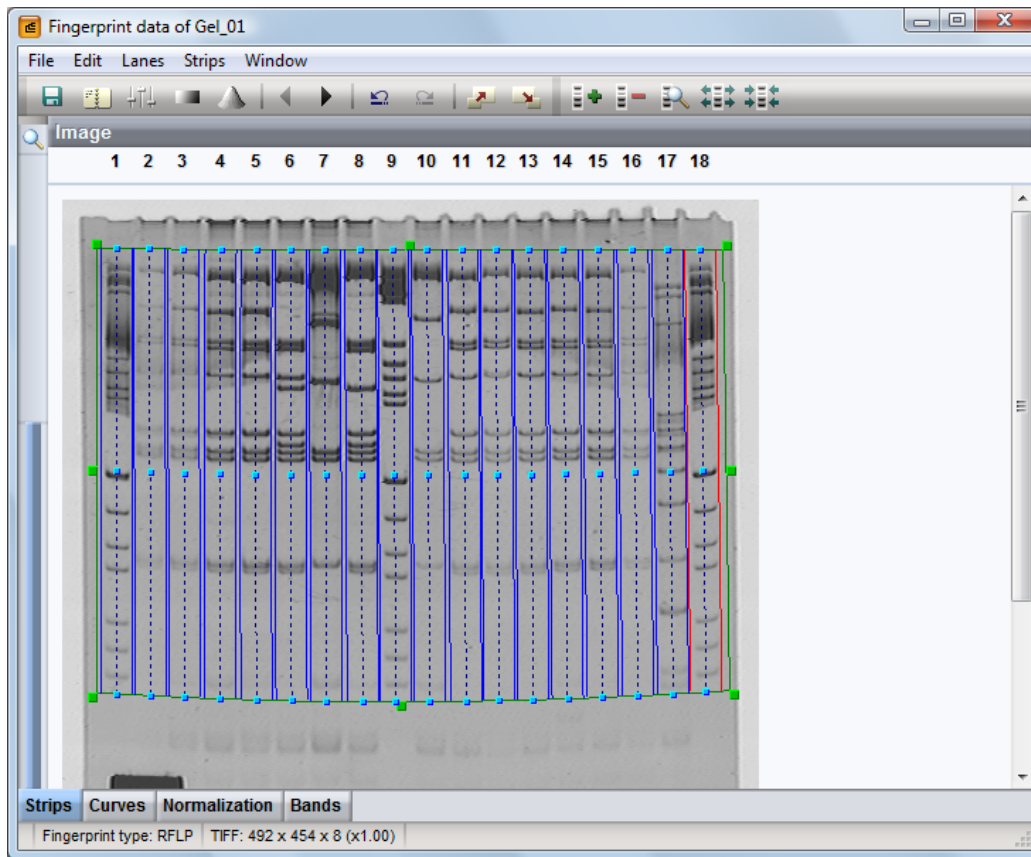 Fingerprint data of Gel_01
File Edit Lanes Strips Window
Image
1 2 3 4 5 6 7 8 9 10 11 12 13 14 15 16 17 18
Strips Curves Normalization Bands
Fingerprint type: RFLP TIFF: 492 x 454 x 8 (x1.00)